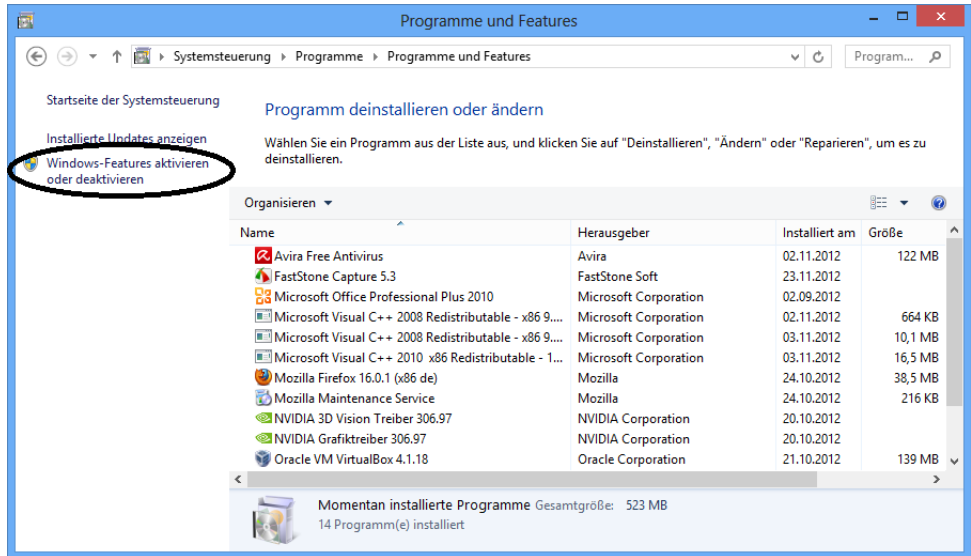 Programme und Features
Systemsteuerung Programme Programme und Features Program...
Startseite der Systemsteuerung
Installierte Updates anzeigen
Windows-Features aktivieren
oder deaktivieren
Programm deinstallieren oder ändern
Wählen Sie ein Programm aus der Liste aus, und klicken Sie auf "Deinstallieren", "Ändern" oder "Reparieren", um es zu
deinstallieren.
Organisieren
Name Herausgeber Installiert am Größe
Avira Free Antivirus Avira 02.11.2012 122 MB
FastStone Capture 5.3 FastStone Soft 23.11.2012
Microsoft Office Professional Plus 2010 Microsoft Corporation 02.09.2012
Microsoft Visual C++ 2008 Redistributable - x86 9.... Microsoft Corporation 02.11.2012 664 KB
Microsoft Visual C++ 2008 Redistributable - x86 9.... Microsoft Corporation 03.11.2012 10,1 MB
Microsoft Visual C++ 2010 x86 Redistributable - 1... Microsoft Corporation 03.11.2012 16,5 MB
Mozilla Firefox 16.0.1 (x86 de) Mozilla 24.10.2012 38,5 MB
Mozilla Maintenance Service Mozilla 24.10.2012 216 KB
NVIDIA 3D Vision Treiber 306.97 NVIDIA Corporation 20.10.2012
NVIDIA Grafiktreiber 306.97 NVIDIA Corporation 20.10.2012
Oracle VM VirtualBox 4.1.18 Oracle Corporation 21.10.2012 139 MB
Momentan installierte Programme Gesamtgröße: 523 MB
14 Programm(e) installiert